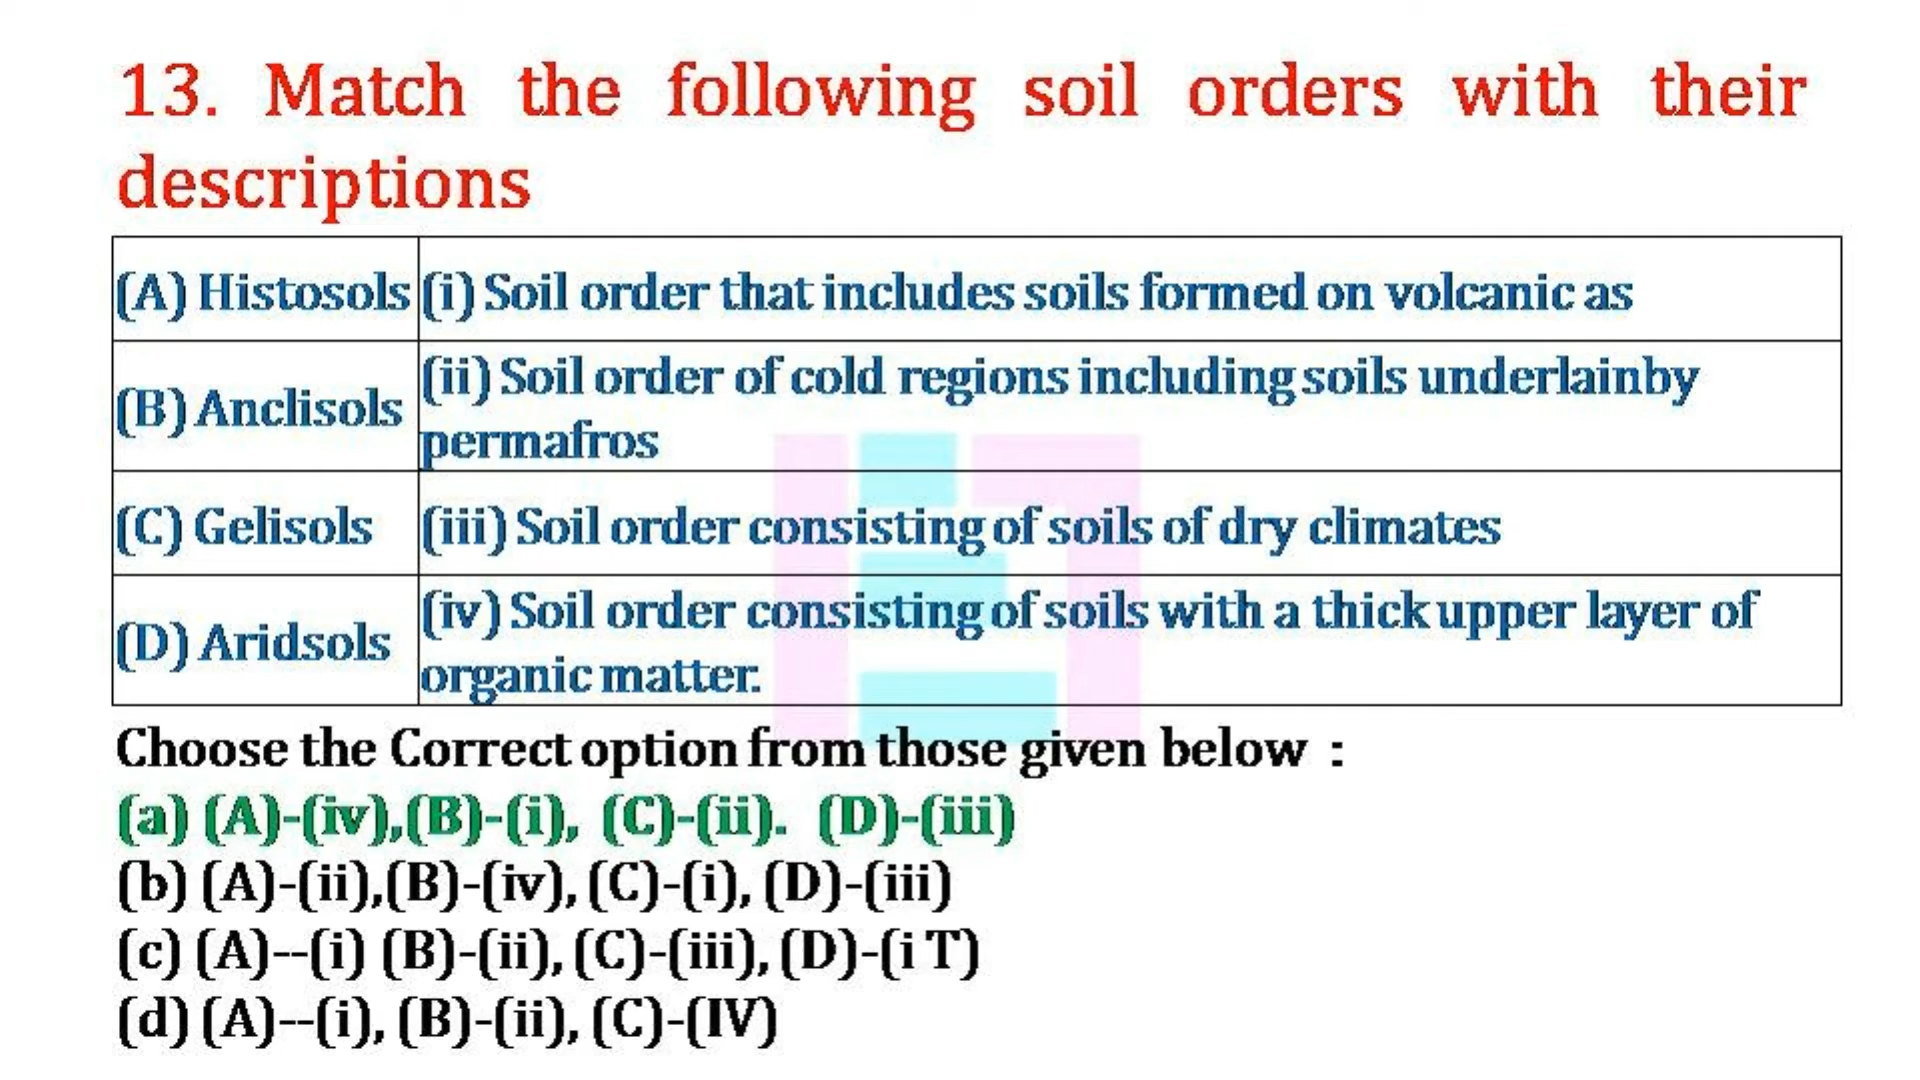 13. Match the following soil orders with their
descriptions
(A) Histosols (i) Soil order that includes soils formed on volcanic as
(B) Anclisols (ii) Soil order of cold regions including soils underlainby
permafros
(C) Gelisols (iii) Soil order consisting of soils of dry climates
(D) Aridsols (iv) Soil order consisting of soils with a thick upper layer of
organic matter.
Choose the Correct option from those given below :
(a) (A)-(iv),(B)-(i), (C)-(ii). (D)-(iii)
(b) (A)-(ii),(B)-(iv), (C)-(i), (D)-(iii)
(c) (A)--(i) (B)-(ii), (C)-(iii), (D)-(i T)
(d) (A)--(i), (B)-(ii), (C)-(IV)